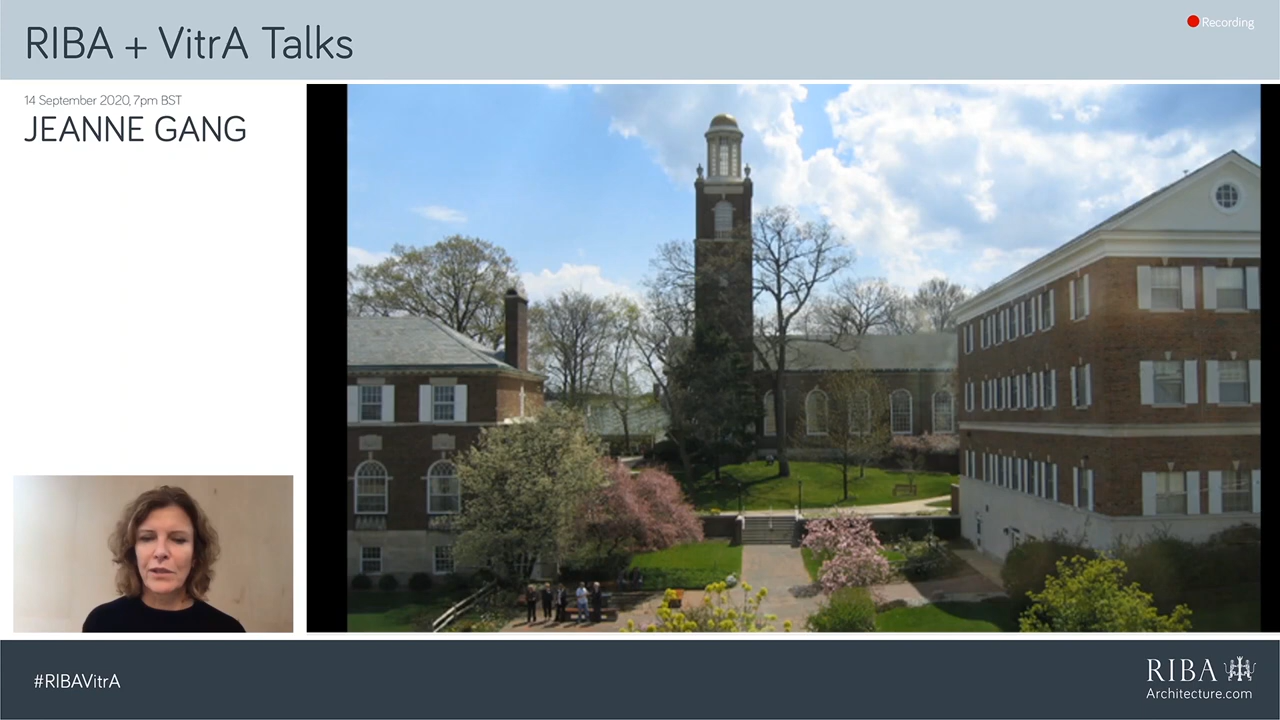 RIBA + VitrA Talks
Recording
14 September 2020, 7pm BST
JEANNE GANG
#RIBAVitrA
RIBA
Architecture.com